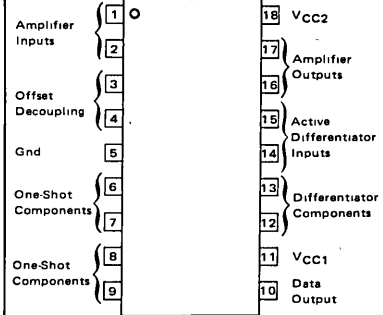 Amplifier
Inputs
1
2
Offset
Decoupling
3
4
Gnd
5
One-Shot
Components
6
7
One-Shot
Components
8
9
18 VCC2
17
16
Amplifier
Outputs
15
14
Active
Differentiator
Inputs
13
12
Differentiator
Components
11 VCC1
10 Data
Output